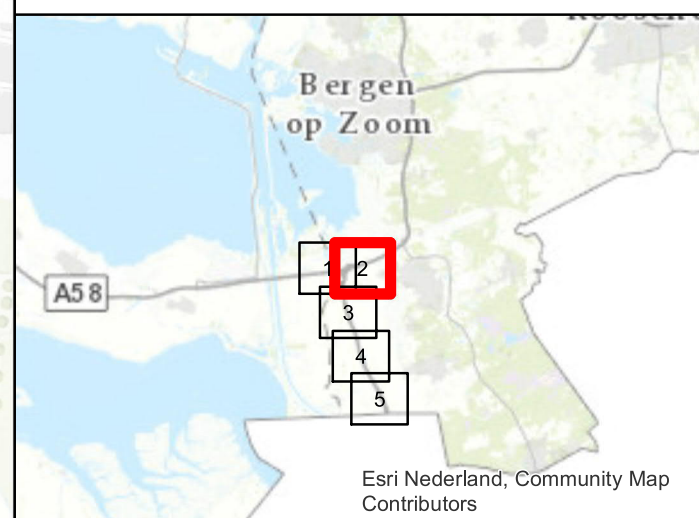 Bergen
op Zoom
1
2
A58
3
4
5
Esri Nederland, Community Map
Contributors